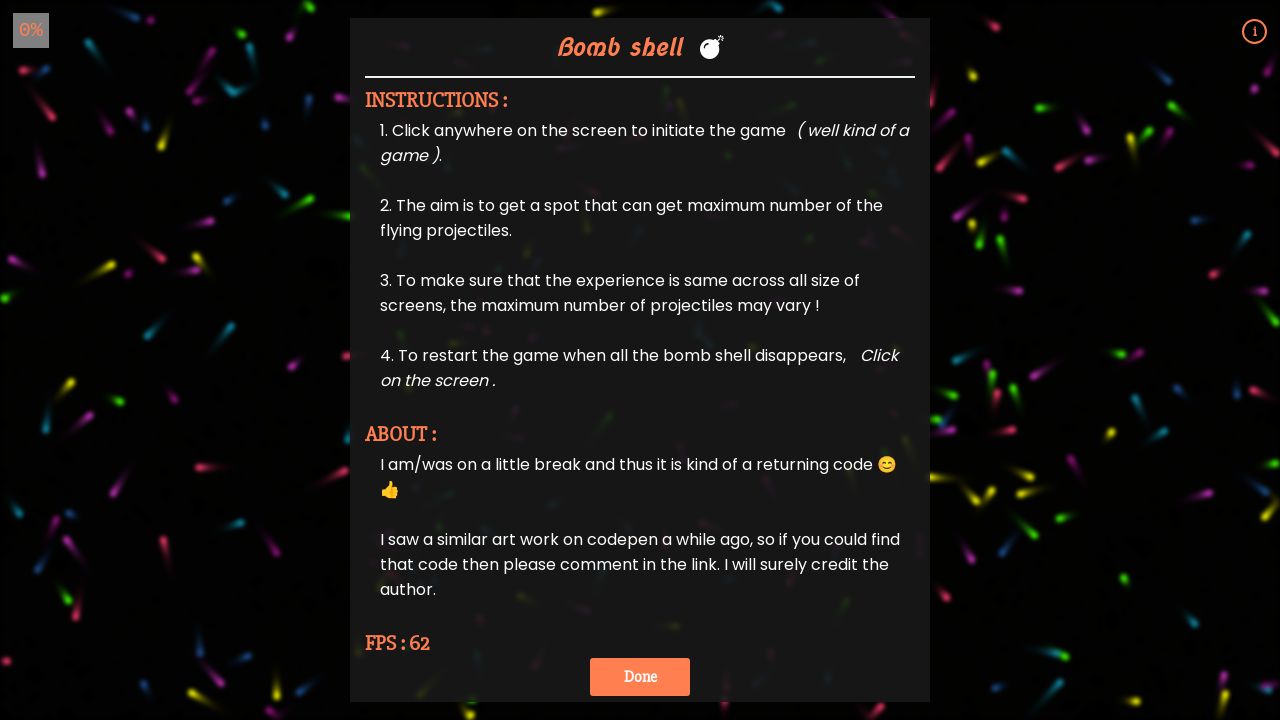 0%
Bomb shell 💣
i
INSTRUCTIONS :
1. Click anywhere on the screen to initiate the game ( well kind of a
game ).
2. The aim is to get a spot that can get maximum number of the
flying projectiles.
3. To make sure that the experience is same across all size of
screens, the maximum number of projectiles may vary !
4. To restart the game when all the bomb shell disappears, Click
on the screen .
ABOUT :
I am/was on a little break and thus it is kind of a returning code 😊
👍
I saw a similar art work on codepen a while ago, so if you could find
that code then please comment in the link. I will surely credit the
author.
FPS : 62
Done